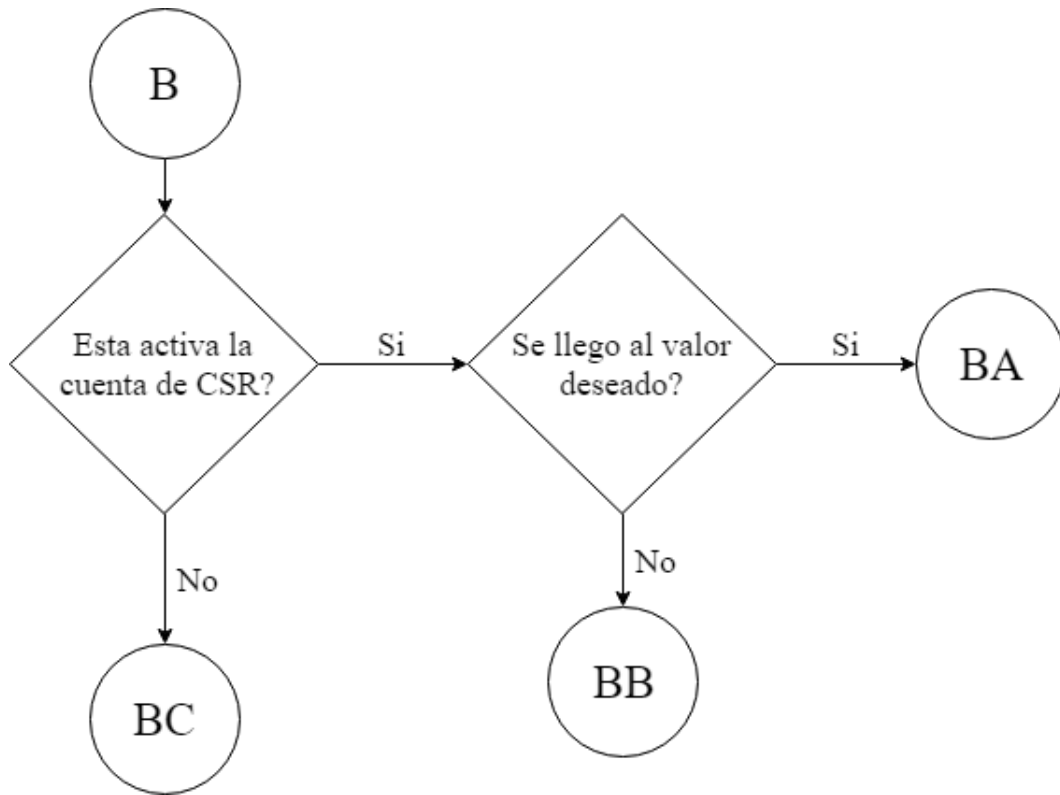 B
Esta activa la
cuenta de CSR?
Si
Se llego al valor
deseado?
Si
BA
No
No
BC
BB